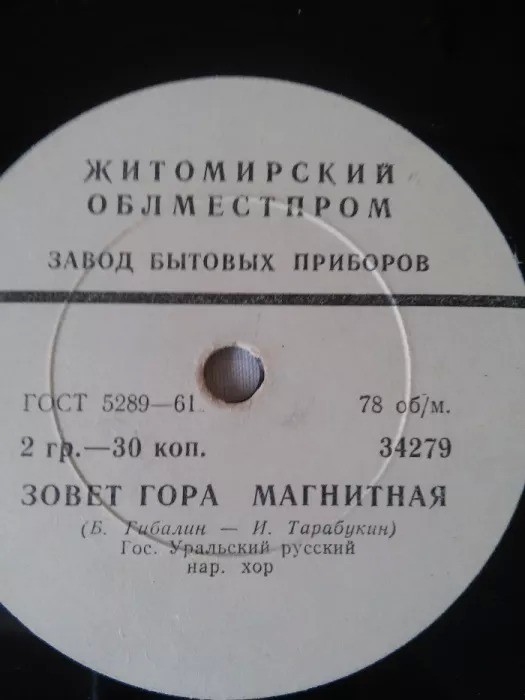 ЖИТОМИРСКИЙ
ОБЛМЕСТПРОМ
ЗАВОД БЫТОВЫХ ПРИБОРОВ
ГОСТ 5289—61 78 об/м.
2 гр.—30 коп. 34279
ЗОВЕТ ГОРА МАГНИТНАЯ
(Б. Гибалин — И. Тарабукин)
Гос. Уральский русский
нар. хор